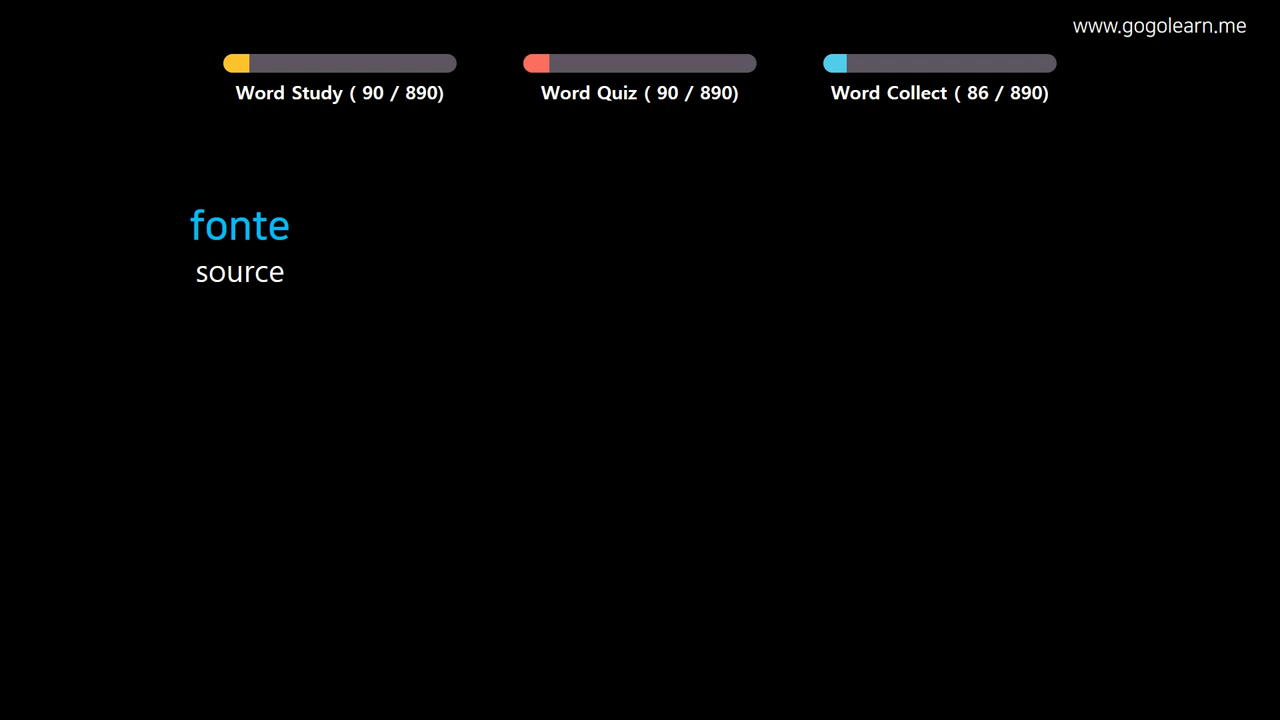 www.gogolearn.me
Word Study ( 90 / 890)
Word Quiz ( 90 / 890)
Word Collect ( 86 / 890)
fonte
source